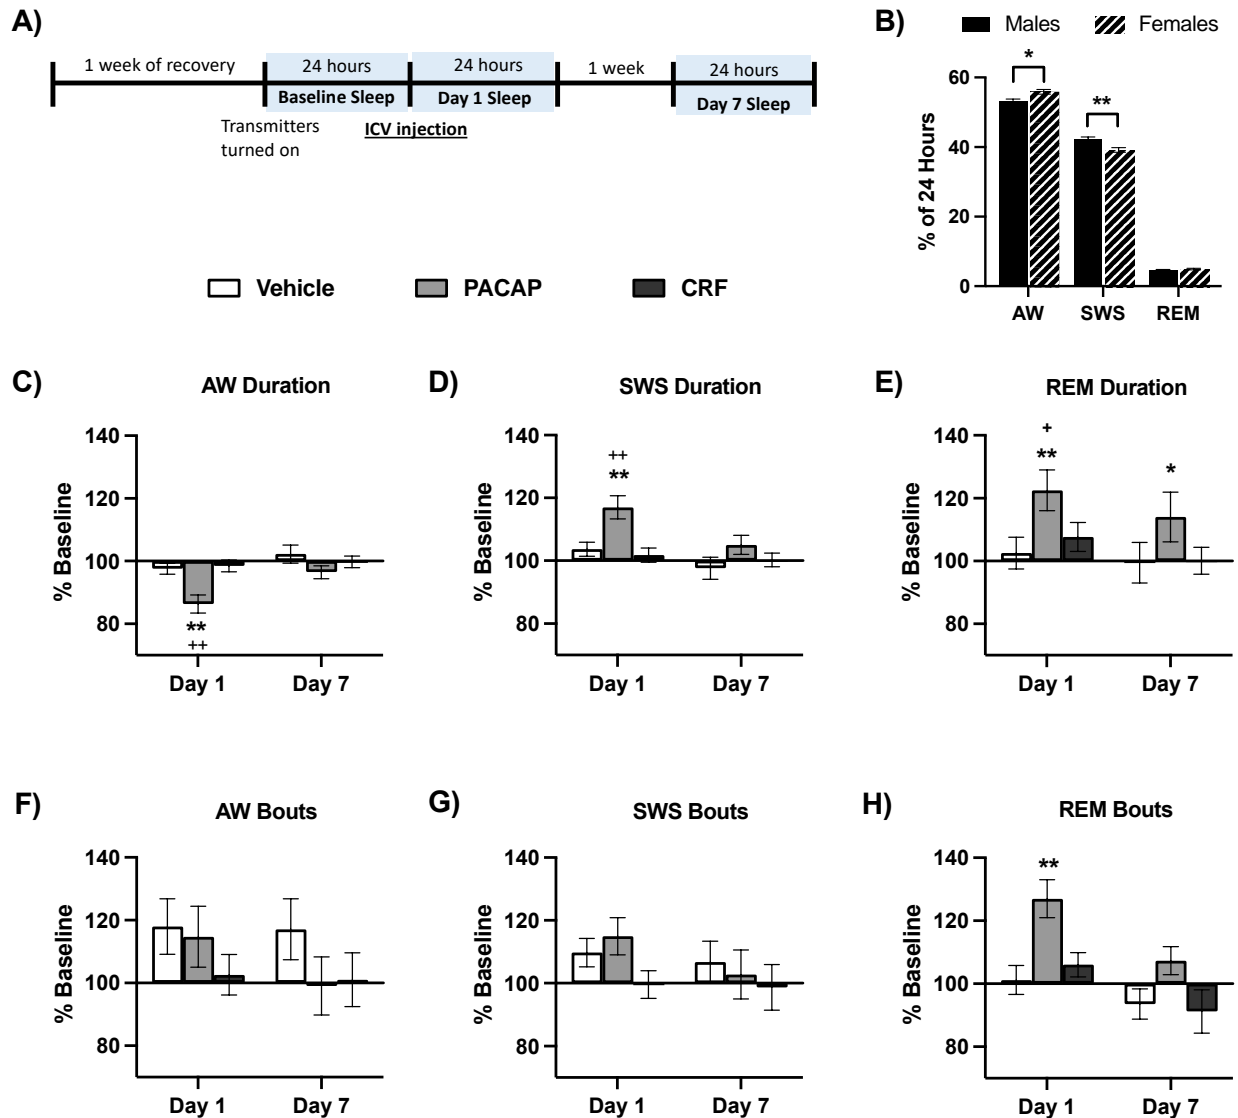 A)
1 week of recovery
24 hours
24 hours
1 week
24 hours
Baseline Sleep
Day 1 Sleep
Day 7 Sleep
Transmitters
turned on
ICV injection
B)
Males
Females
% of 24 Hours
60
40
20
0
*
**
AW
SWS
REM
Vehicle
PACAP
CRF
C)
AW Duration
% Baseline
140
120
100
80
**
++
Day 1
Day 7
D)
SWS Duration
% Baseline
140
120
100
80
++
**
Day 1
Day 7
E)
REM Duration
% Baseline
140
120
100
80
+
**
*
Day 1
Day 7
F)
AW Bouts
% Baseline
140
120
100
80
Day 1
Day 7
G)
SWS Bouts
% Baseline
140
120
100
80
Day 1
Day 7
H)
REM Bouts
% Baseline
140
120
100
80
**
Day 1
Day 7